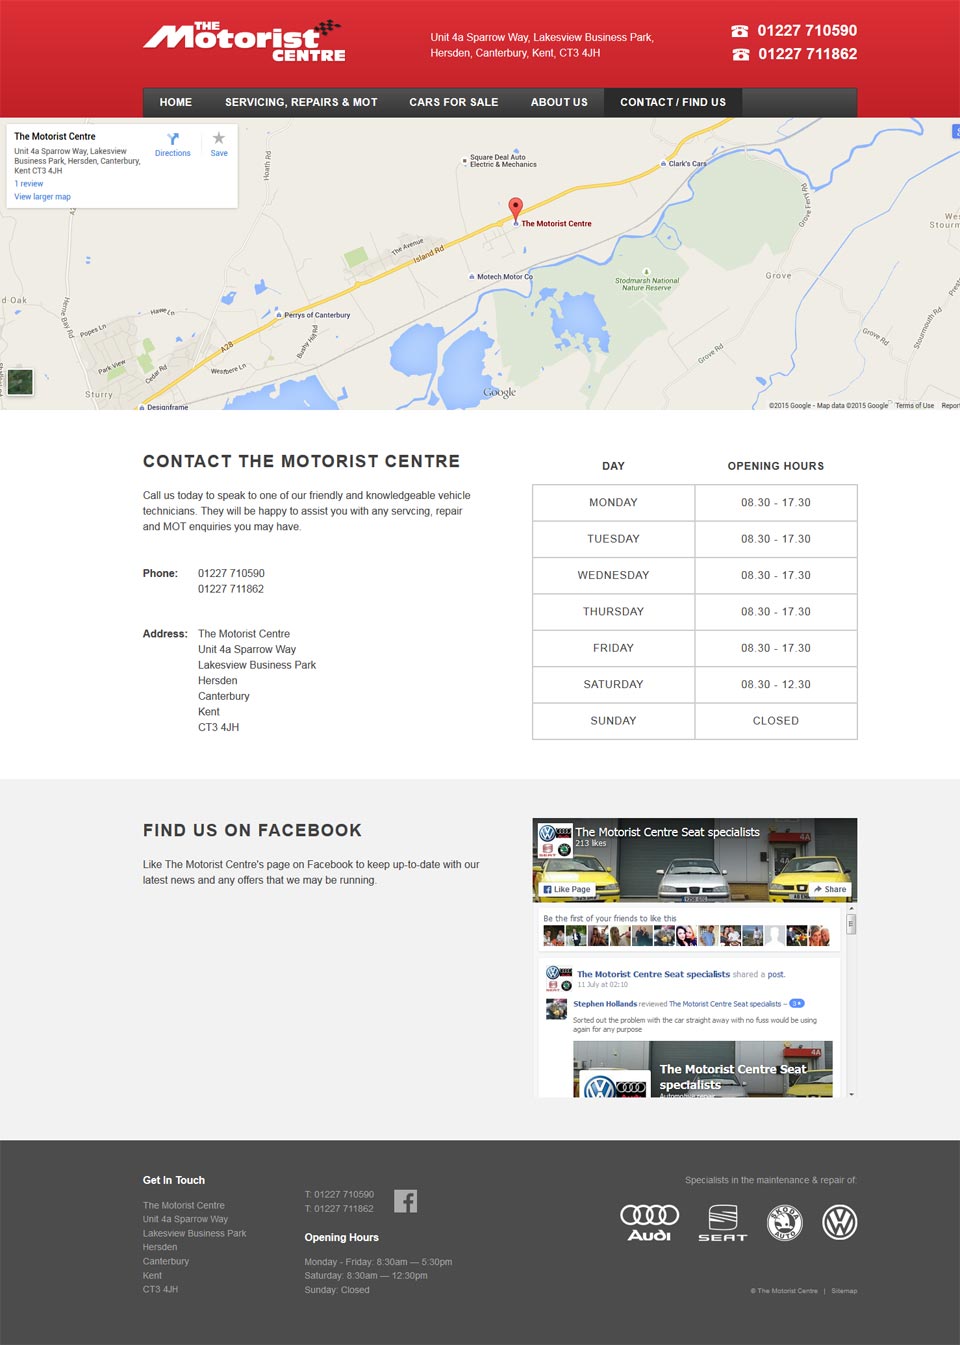 THE
Motorist
CENTRE
Unit 4a Sparrow Way, Lakesview Business Park,
Hersden, Canterbury, Kent, CT3 4JH
01227 710590
01227 711862
HOME
SERVICING, REPAIRS & MOT
CARS FOR SALE
ABOUT US
CONTACT / FIND US
The Motorist Centre
Unit 4a Sparrow Way, Lakesview
Business Park, Hersden, Canterbury,
Kent CT3 4JH
1 review
View larger map
Directions
Save
Hoath Rd
Square Deal Auto
Electric & Mechanics
Clark's Cars
The Motorist Centre
Grove Ferry Rd
The Avenue
Island Rd
Motech Motor Co
Stodmarsh National
Nature Reserve
Grove
d Oak
Herne Bay Rd
Popes Ln
Hawe Ln
Perrys of Canterbury
Bushy Hill Rd
A28
Park View
Cedar Rd
Westbere Ln
Sturry
Designframe
Grove Rd
Grove Rd
Stourmouth Rd
Google
©2015 Google - Map data ©2015 Google
Terms of Use
Report
CONTACT THE MOTORIST CENTRE
Call us today to speak to one of our friendly and knowledgeable vehicle
technicians. They will be happy to assist you with any servcing, repair
and MOT enquiries you may have.
Phone: 01227 710590
01227 711862
Address: The Motorist Centre
Unit 4a Sparrow Way
Lakesview Business Park
Hersden
Canterbury
Kent
CT3 4JH
DAY OPENING HOURS
MONDAY 08.30 - 17.30
TUESDAY 08.30 - 17.30
WEDNESDAY 08.30 - 17.30
THURSDAY 08.30 - 17.30
FRIDAY 08.30 - 17.30
SATURDAY 08.30 - 12.30
SUNDAY CLOSED
FIND US ON FACEBOOK
Like The Motorist Centre's page on Facebook to keep up-to-date with our
latest news and any offers that we may be running.
The Motorist Centre Seat specialists
213 likes
4A
4A
Like Page
Share
Be the first of your friends to like this
The Motorist Centre Seat specialists shared a post.
11 July at 02:10
Stephen Hollands reviewed The Motorist Centre Seat specialists – 3★
Sorted out the problem with the car straight away with no fuss would be using
again for any purpose
4A
The Motorist Centre Seat
specialists
Automotive repair
Get In Touch
The Motorist Centre
Unit 4a Sparrow Way
Lakesview Business Park
Hersden
Canterbury
Kent
CT3 4JH
T: 01227 710590
T: 01227 711862
Opening Hours
Monday - Friday: 8:30am — 5:30pm
Saturday: 8:30am — 12:30pm
Sunday: Closed
Specialists in the maintenance & repair of:
Audi
SEAT
SKODA
AUTO
© The Motorist Centre | Sitemap